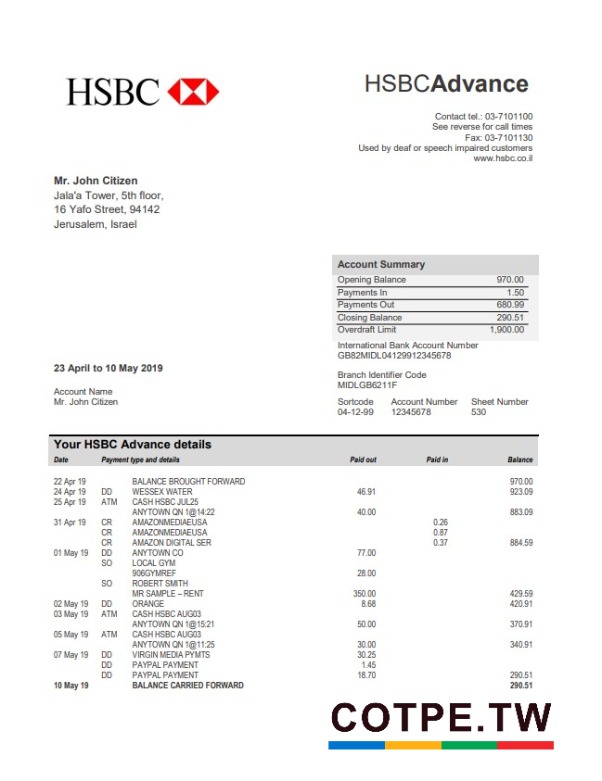 HSBC
HSBCAdvance
Contact tel.: 03-7101100
See reverse for call times
Fax: 03-7101130
Used by deaf or speech impaired customers
www.hsbc.co.il
Mr. John Citizen
Jala'a Tower, 5th floor,
16 Yafo Street, 94142
Jerusalem, Israel
Account Summary
Opening Balance 970.00
Payments In 1.50
Payments Out 680.99
Closing Balance 290.51
Overdraft Limit 1,900.00
International Bank Account Number
GB82MIDL04129912345678
23 April to 10 May 2019
Branch Identifier Code
MIDLGB6211F
Account Name
Mr. John Citizen
Sortcode Account Number Sheet Number
04-12-99 12345678 530
Your HSBC Advance details
Date Payment type and details Paid out Paid in Balance
22 Apr 19 BALANCE BROUGHT FORWARD 970.00
24 Apr 19 DD WESSEX WATER 46.91 923.09
25 Apr 19 ATM CASH HSBC JUL25
ANYTOWN QN 1@14:22 40.00 883.09
31 Apr 19 CR AMAZONMEDIAEUSA 0.26
CR AMAZONMEDIAEUSA 0.87
CR AMAZON DIGITAL SER 0.37 884.59
01 May 19 DD ANYTOWN CO 77.00
SO LOCAL GYM
906GYMREF 28.00
SO ROBERT SMITH
MR SAMPLE – RENT 350.00 429.59
02 May 19 DD ORANGE 8.68 420.91
03 May 19 ATM CASH HSBC AUG03
ANYTOWN QN 1@15:21 50.00 370.91
05 May 19 ATM CASH HSBC AUG03
ANYTOWN QN 1@11:25 30.00 340.91
07 May 19 DD VIRGIN MEDIA PYMTS 30.25
DD PAYPAL PAYMENT 1.45
DD PAYPAL PAYMENT 18.70 290.51
10 May 19 BALANCE CARRIED FORWARD 290.51
COTPE.TW